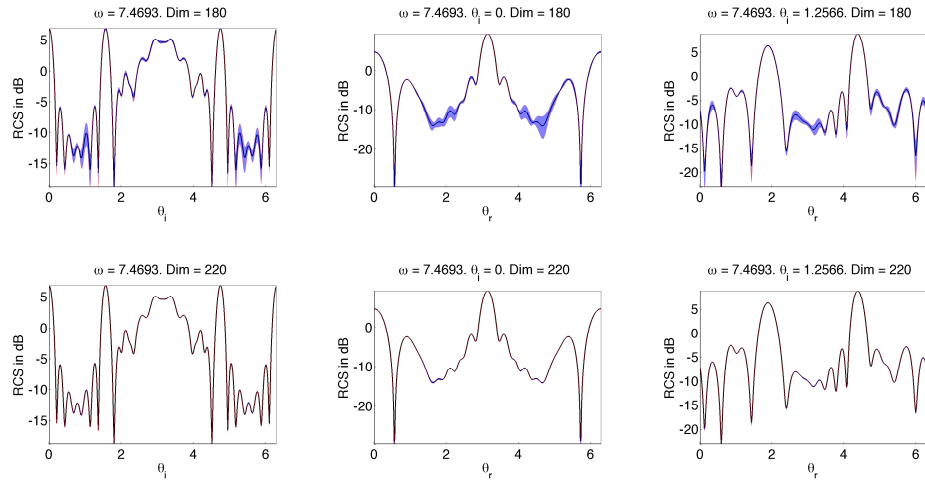 ω = 7.4693. Dim = 180
RCS in dB
5
0
-5
-10
-15
0 2 4 6
θi
ω = 7.4693. θi = 0. Dim = 180
RCS in dB
0
-10
-20
0 2 4 6
θr
ω = 7.4693. θi = 1.2566. Dim = 180
RCS in dB
5
0
-5
-10
-15
-20
0 2 4 6
θr
ω = 7.4693. Dim = 220
RCS in dB
5
0
-5
-10
-15
0 2 4 6
θi
ω = 7.4693. θi = 0. Dim = 220
RCS in dB
0
-10
-20
0 2 4 6
θr
ω = 7.4693. θi = 1.2566. Dim = 220
RCS in dB
5
0
-5
-10
-15
-20
0 2 4 6
θr